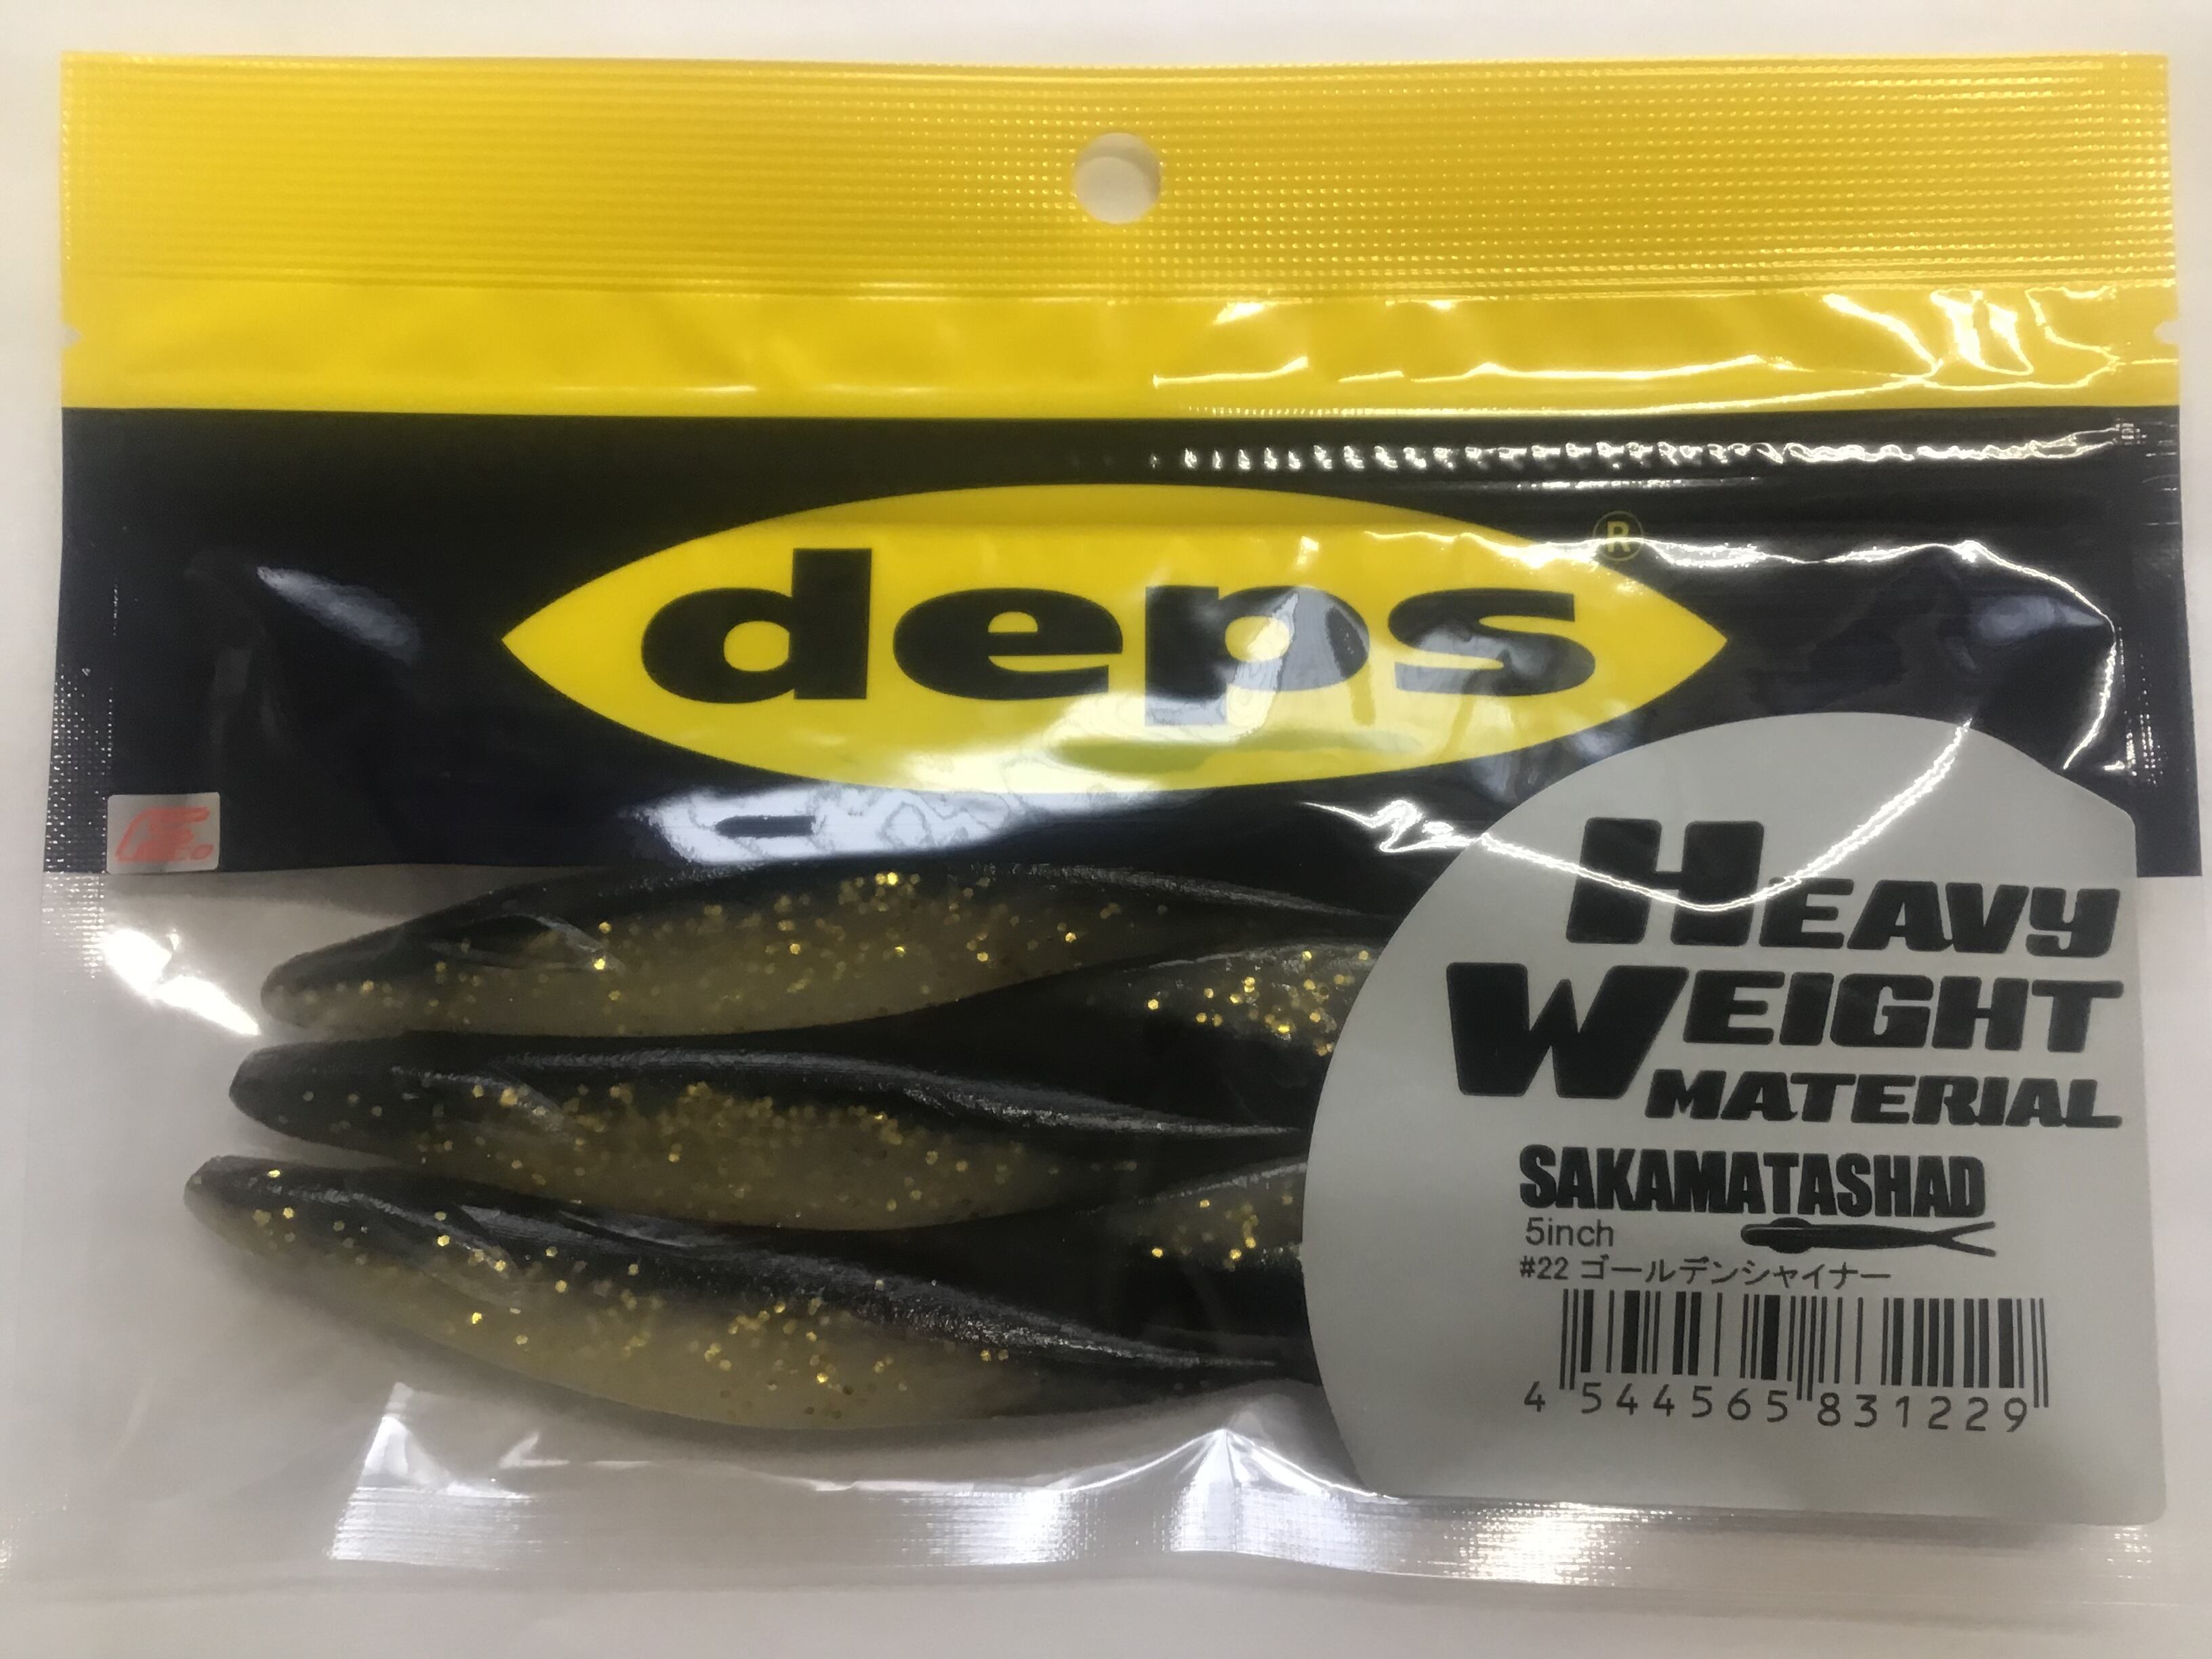 deps
®
E.
HEAVY
WEIGHT
MATERIAL
SAKAMATASHAD
5inch
#22 ゴールデンシャイナー
4 544565 831229